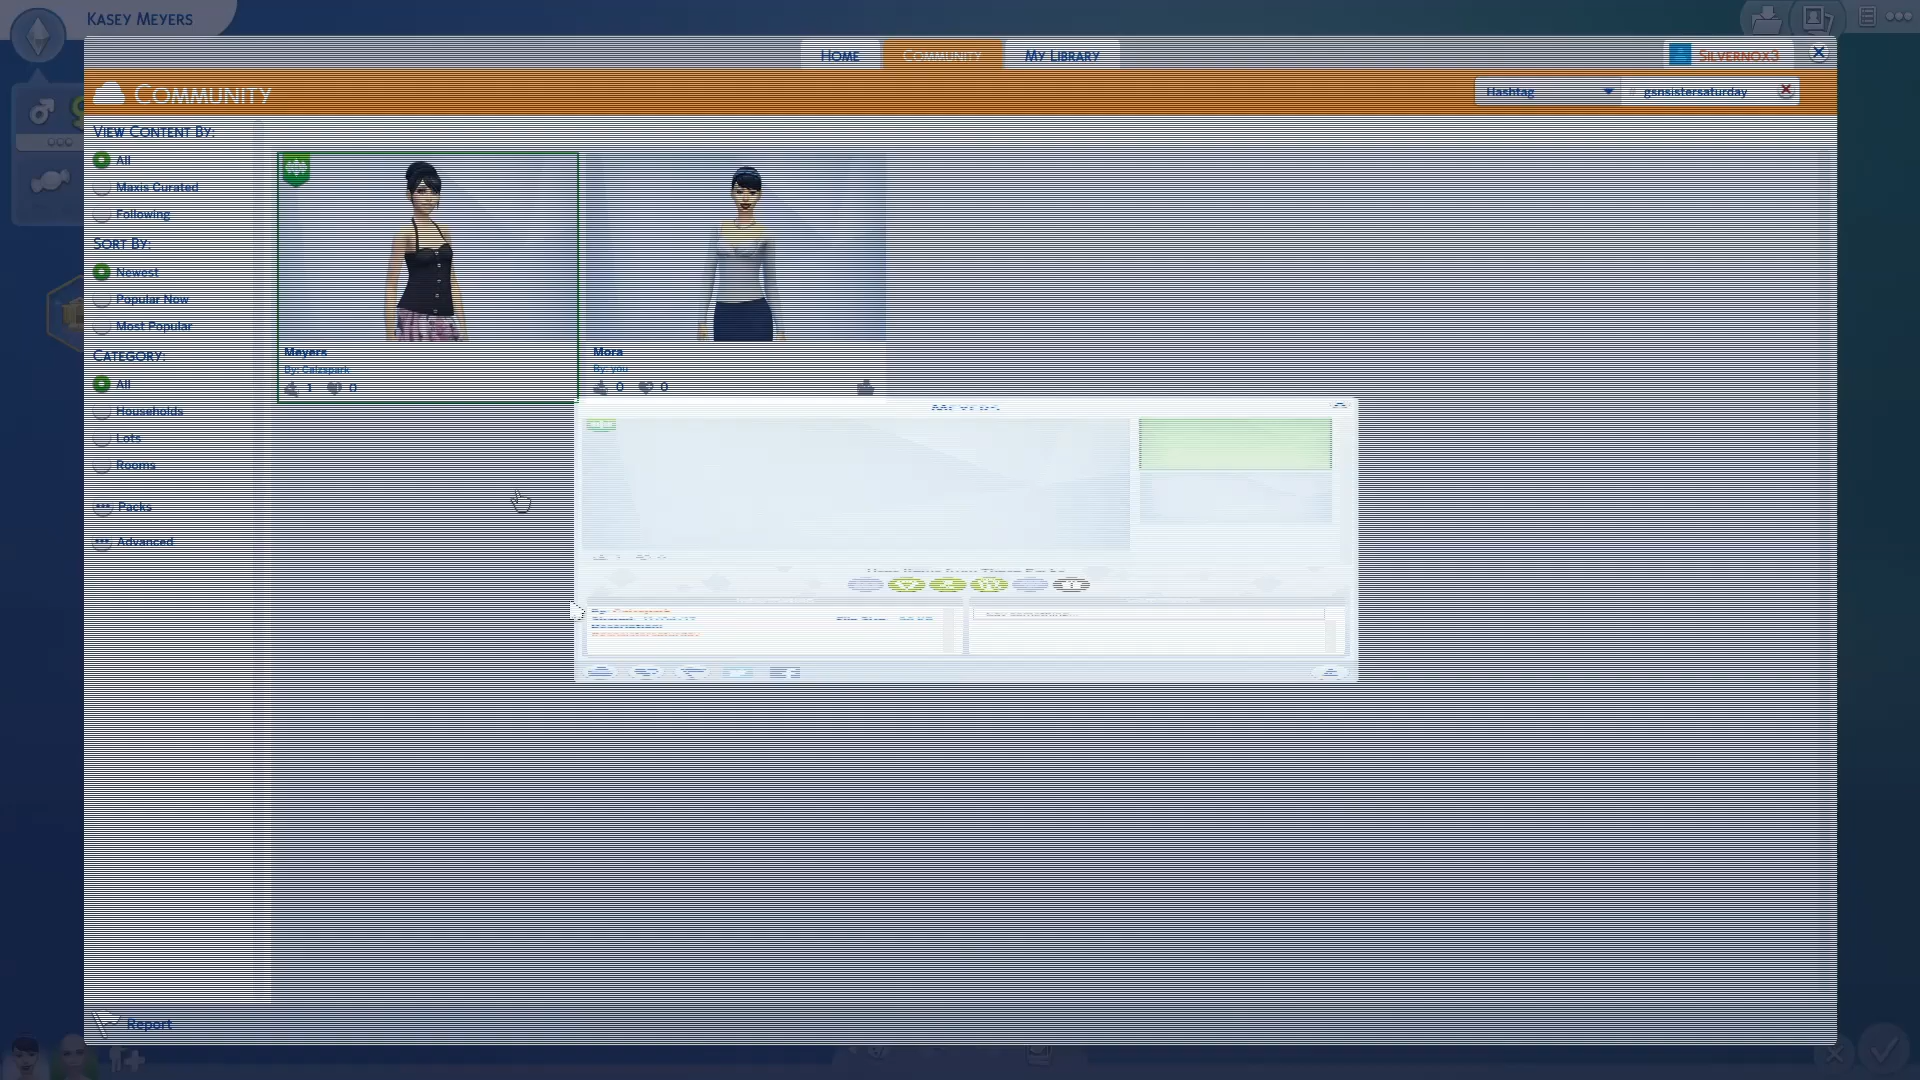 Kasey Meyers
Home
Community
My Library
Silvernox3
Community
Hashtag
gsnsistersaturday
View Content By:
All
Maxis Curated
Following
Sort By:
Newest
Popular Now
Most Popular
Category:
All
Households
Lots
Rooms
Packs
Advanced
Meyers
By: Calzspark
1
0
Mora
By: you
0
0
Report